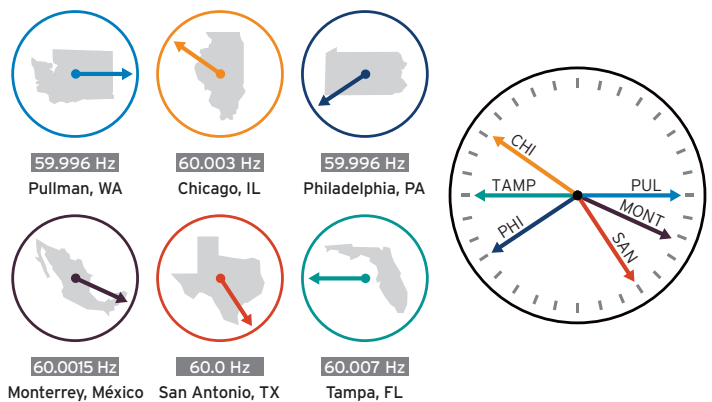 59.996 Hz
Pullman, WA
60.003 Hz
Chicago, IL
59.996 Hz
Philadelphia, PA
60.0015 Hz
Monterrey, México
60.0 Hz
San Antonio, TX
60.007 Hz
Tampa, FL
CHI
TAMP
PHI
PUL
MONT
SAN